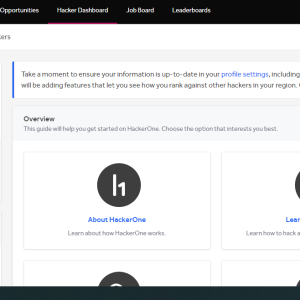 Opportunities Hacker Dashboard Job Board Leaderboards
kers
Take a moment to ensure your information is up-to-date in your profile settings, including
will be adding features that let you see how you rank against other hackers in your region.
Overview
This guide will help you get started on HackerOne. Choose the option that interests you best.
About HackerOne
Learn about how HackerOne works.
Lear
Learn how to hack a